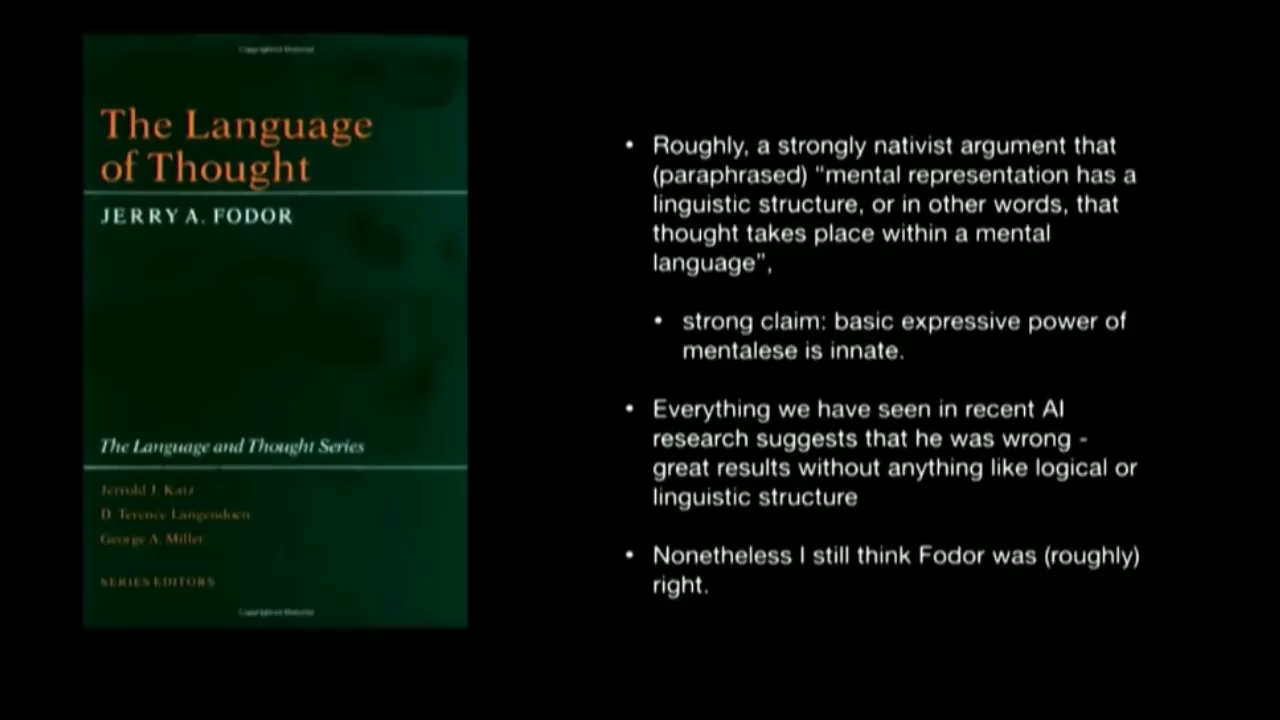 The Language
of Thought
JERRY A. FODOR
The Language and Thought Series
Jerrold J. Katz
D. Terence Langendoen
George A. Miller
SERIES EDITORS
• Roughly, a strongly nativist argument that
(paraphrased) “mental representation has a
linguistic structure, or in other words, that
thought takes place within a mental
language”,
• strong claim: basic expressive power of
mentalese is innate.
• Everything we have seen in recent AI
research suggests that he was wrong -
great results without anything like logical or
linguistic structure
• Nonetheless I still think Fodor was (roughly)
right.